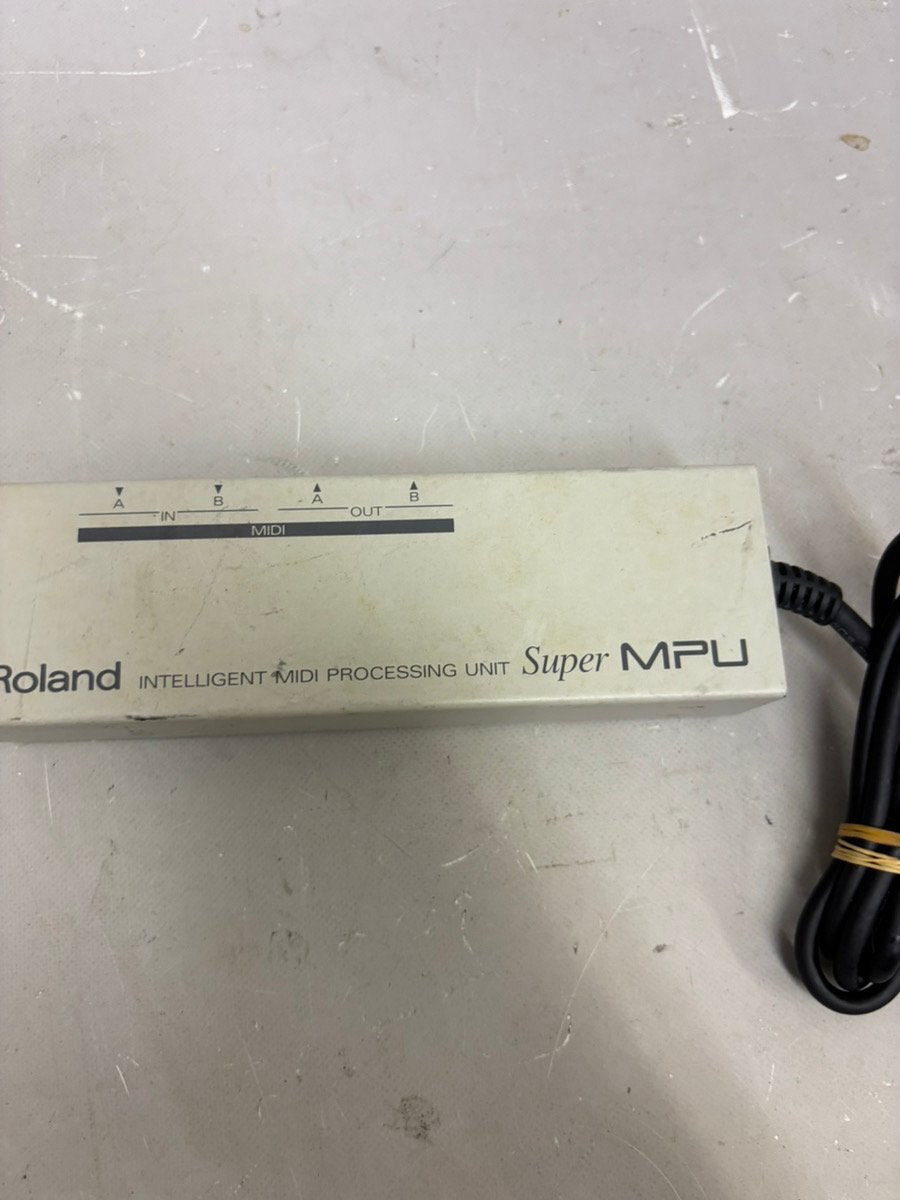 ▼ ▼ ▲ ▲
A B A B
IN OUT
MIDI
Roland INTELLIGENT MIDI PROCESSING UNIT Super MPU